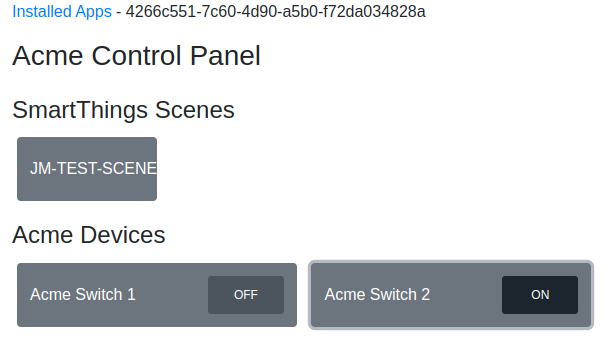 Installed Apps - 4266c551-7c60-4d90-a5b0-f72da034828a
Acme Control Panel
SmartThings Scenes
JM-TEST-SCENE
Acme Devices
Acme Switch 1 OFF Acme Switch 2 ON